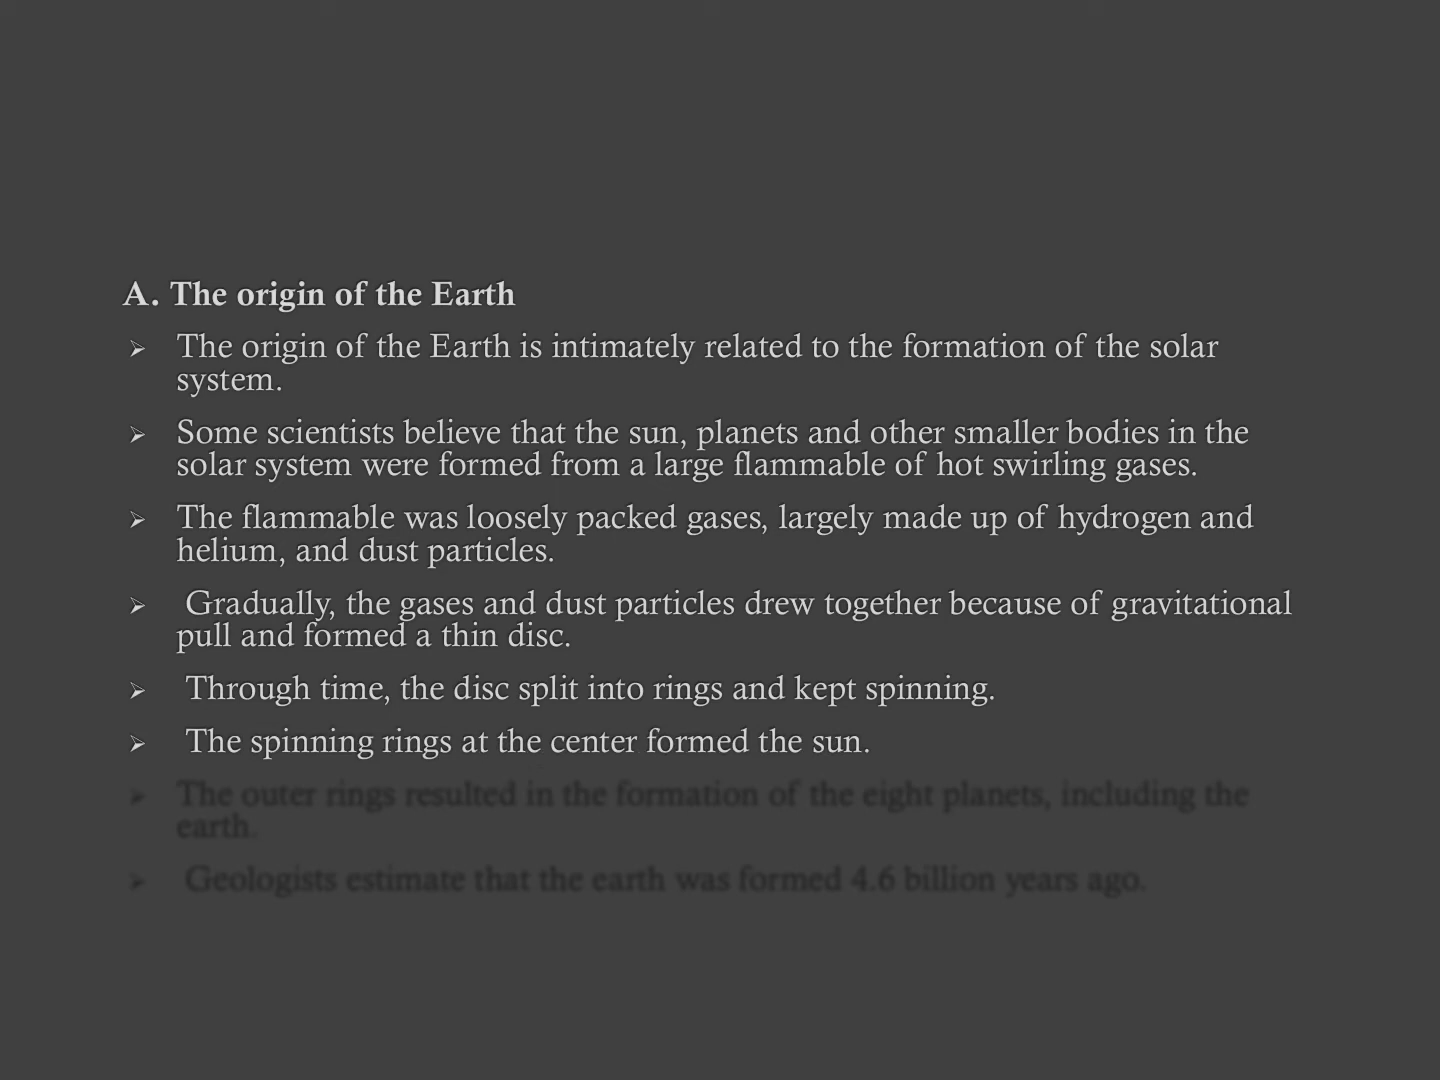 A. The origin of the Earth
➢ The origin of the Earth is intimately related to the formation of the solar
system.
➢ Some scientists believe that the sun, planets and other smaller bodies in the
solar system were formed from a large flammable of hot swirling gases.
➢ The flammable was loosely packed gases, largely made up of hydrogen and
helium, and dust particles.
➢ Gradually, the gases and dust particles drew together because of gravitational
pull and formed a thin disc.
➢ Through time, the disc split into rings and kept spinning.
➢ The spinning rings at the center formed the sun.
➢ The outer rings resulted in the formation of the eight planets, including the
earth.
➢ Geologists estimate that the earth was formed 4.6 billion years ago.